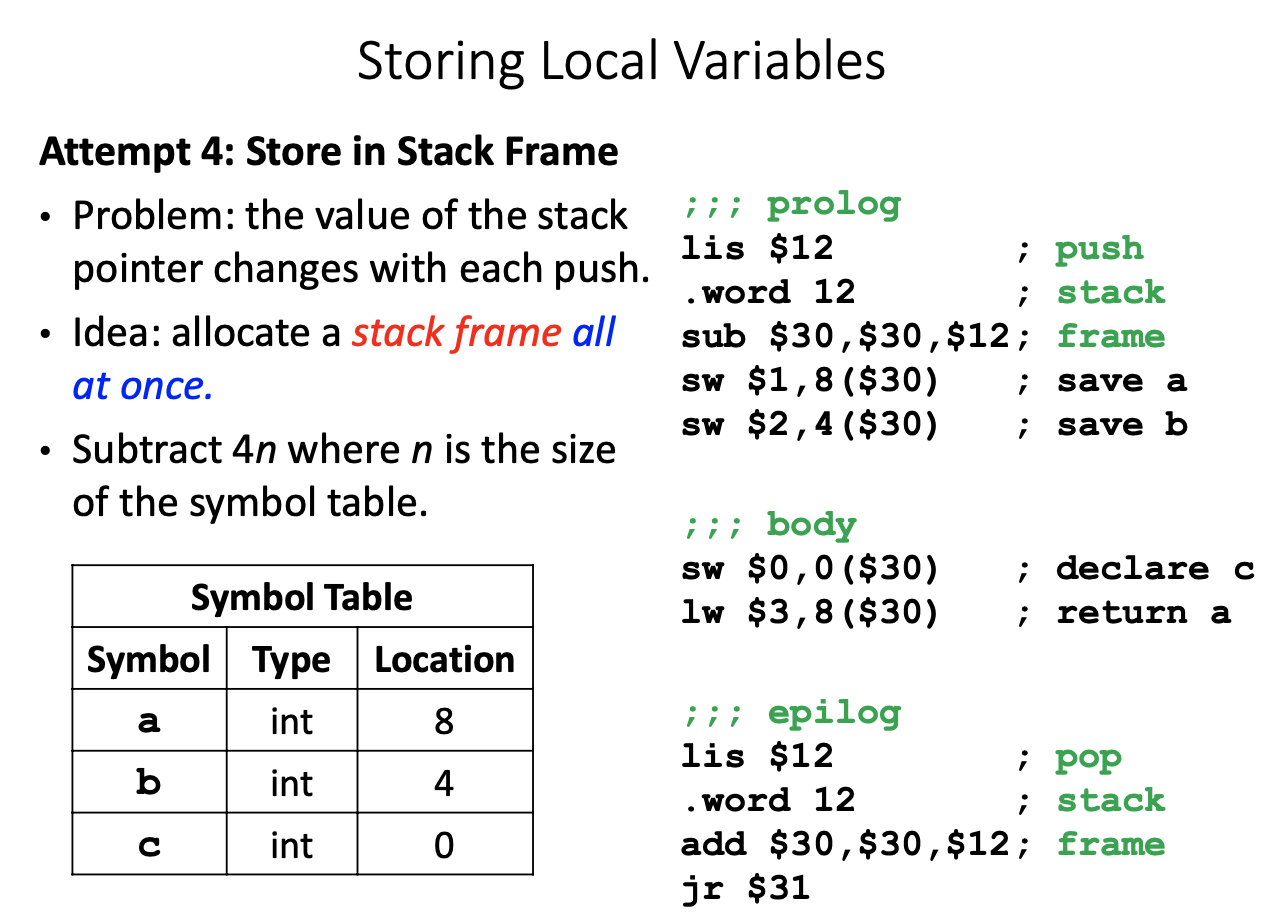 Storing Local Variables
Attempt 4: Store in Stack Frame
• Problem: the value of the stack
pointer changes with each push.
• Idea: allocate a stack frame all
at once.
• Subtract 4n where n is the size
of the symbol table.
Symbol Table
Symbol Type Location
a int 8
b int 4
c int 0
;;; prolog
lis $12 ; push
.word 12 ; stack
sub $30,$30,$12; frame
sw $1,8($30) ; save a
sw $2,4($30) ; save b
;;; body
sw $0,0($30) ; declare c
lw $3,8($30) ; return a
;;; epilog
lis $12 ; pop
.word 12 ; stack
add $30,$30,$12; frame
jr $31